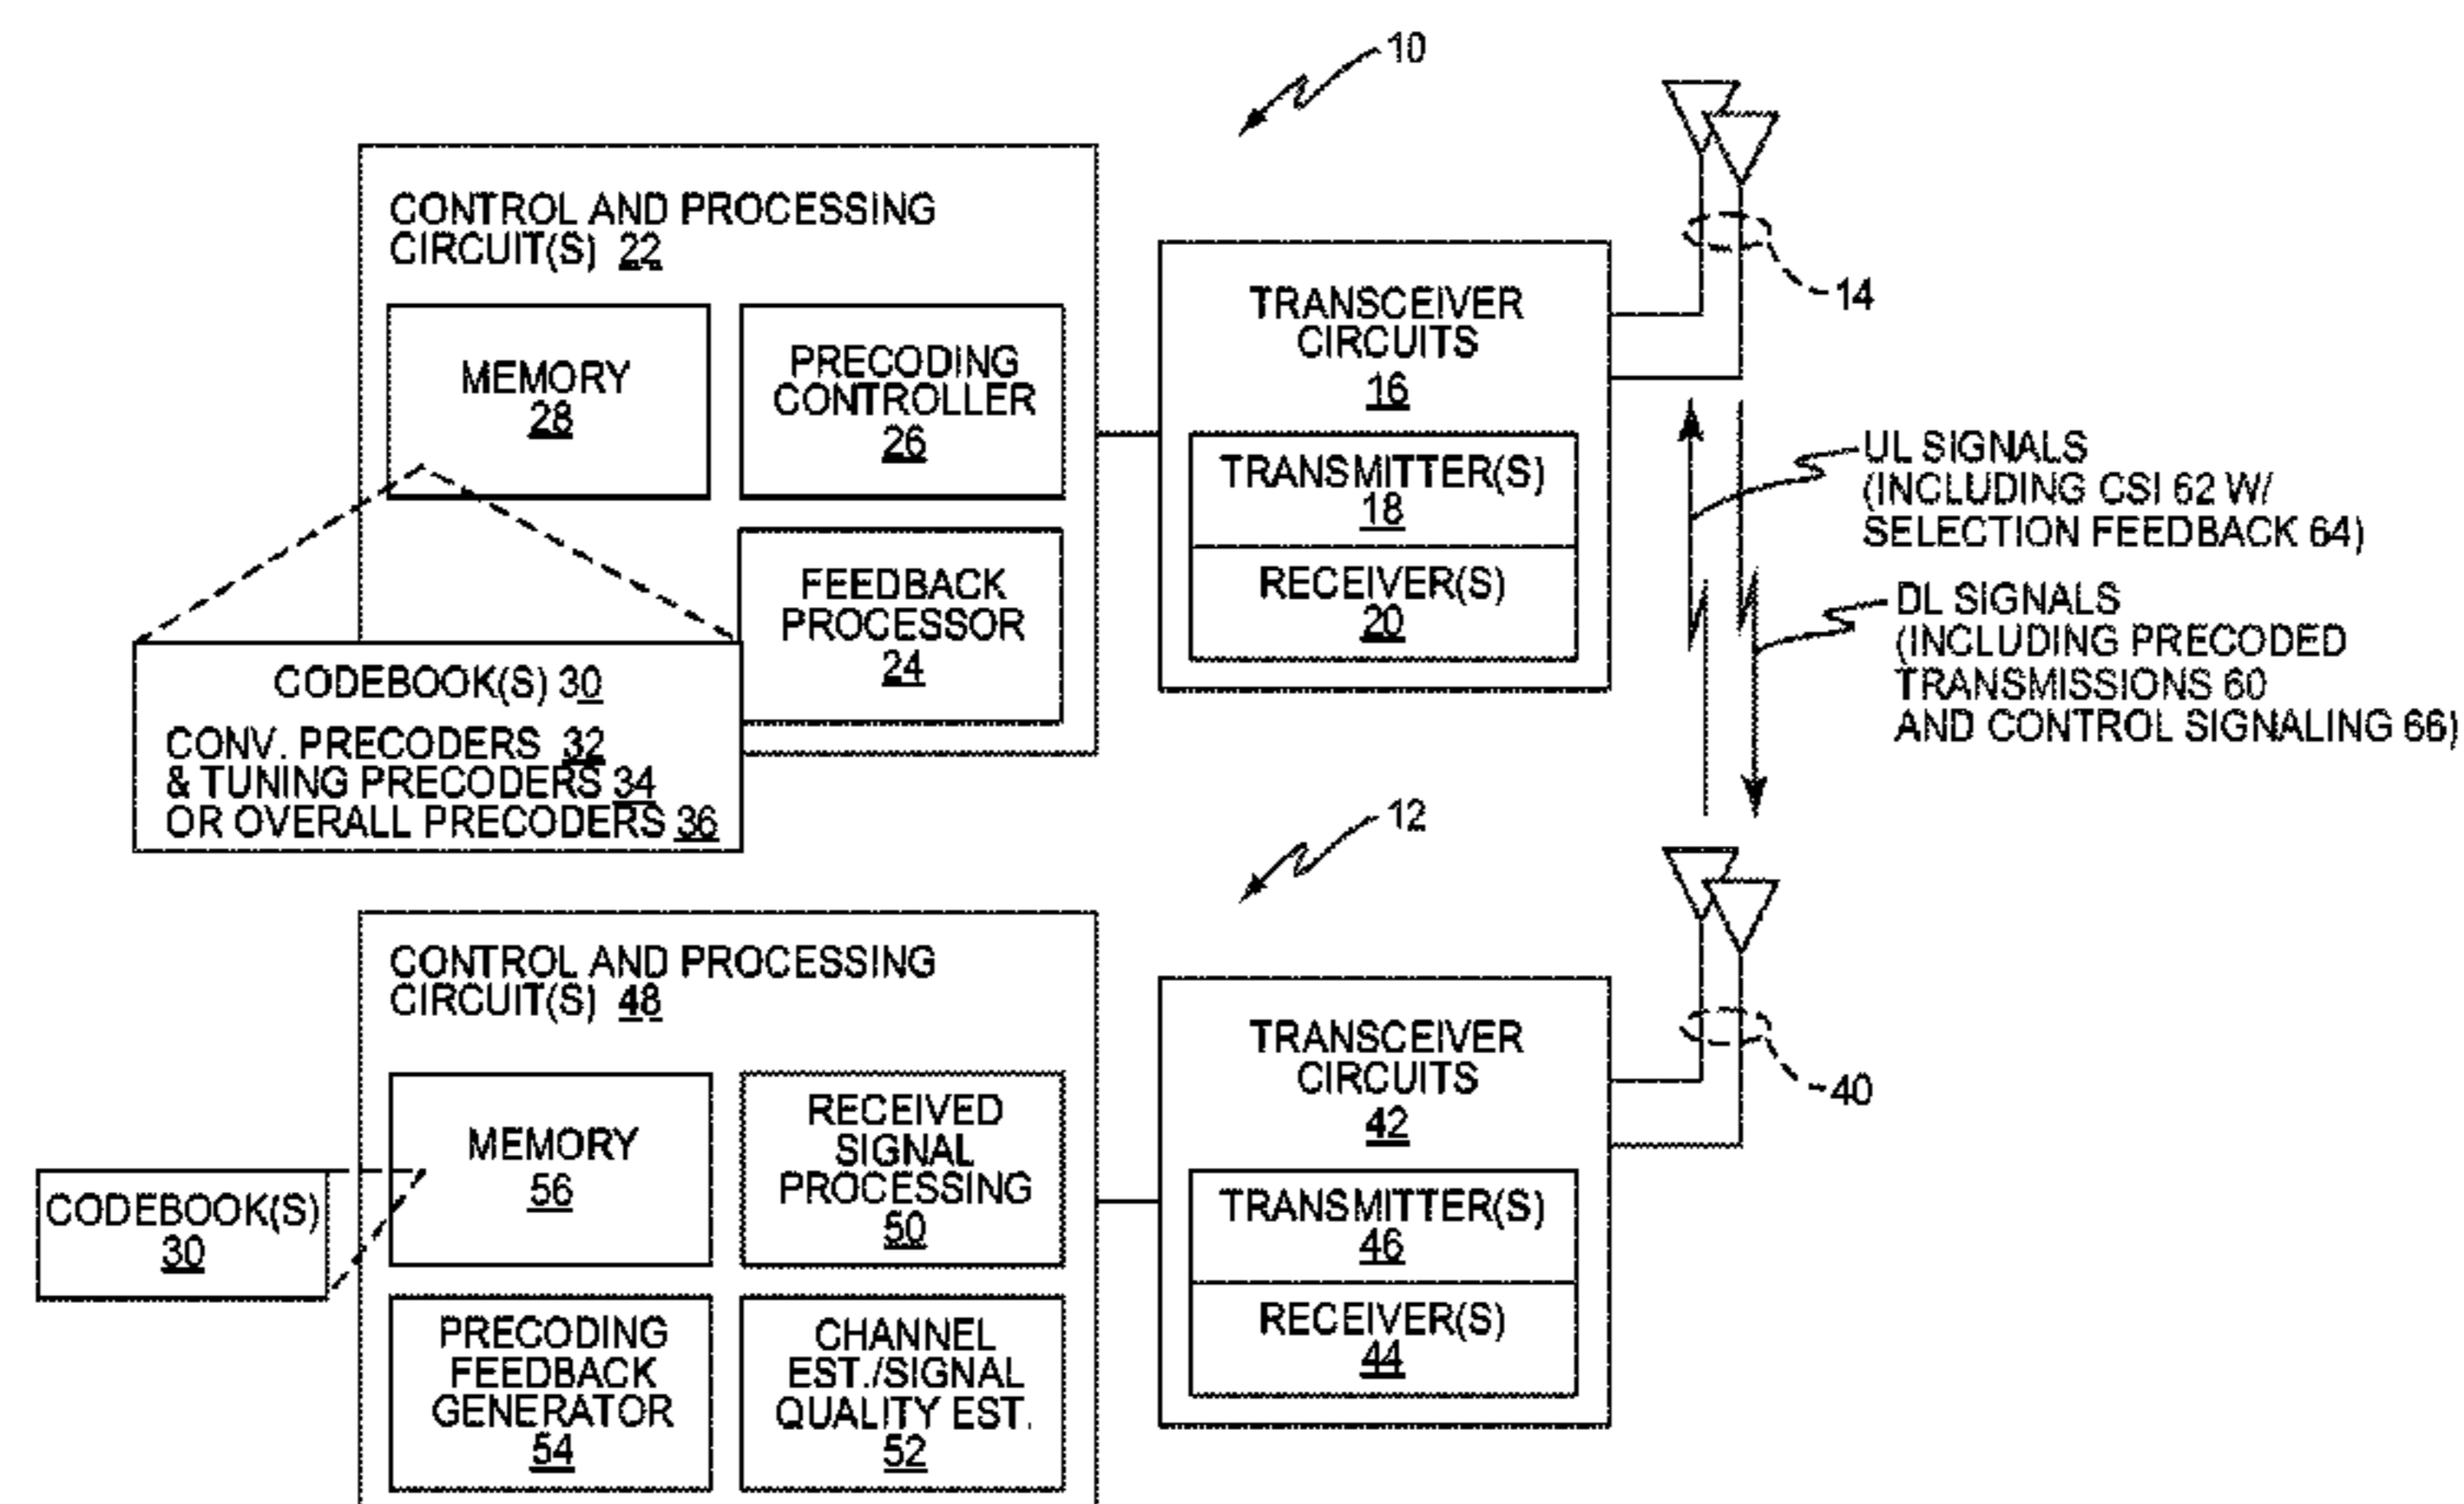 10
CONTROL AND PROCESSING
CIRCUIT(S) 22
MEMORY
28
PRECODING
CONTROLLER
26
FEEDBACK
PROCESSOR
24
CODEBOOK(S) 30
CONV. PRECODERS 32
& TUNING PRECODERS 34
OR OVERALL PRECODERS 36
TRANSCEIVER
CIRCUITS
16
TRANSMITTER(S)
18
RECEIVER(S)
20
14
UL SIGNALS
(INCLUDING CSI 62 W/
SELECTION FEEDBACK 64)
DL SIGNALS
(INCLUDING PRECODED
TRANSMISSIONS 60
AND CONTROL SIGNALING 66)
12
CONTROL AND PROCESSING
CIRCUIT(S) 48
MEMORY
56
RECEIVED
SIGNAL
PROCESSING
50
CODEBOOK(S)
30
PRECODING
FEEDBACK
GENERATOR
54
CHANNEL
EST./SIGNAL
QUALITY EST.
52
TRANSCEIVER
CIRCUITS
42
TRANSMITTER(S)
46
RECEIVER(S)
44
40